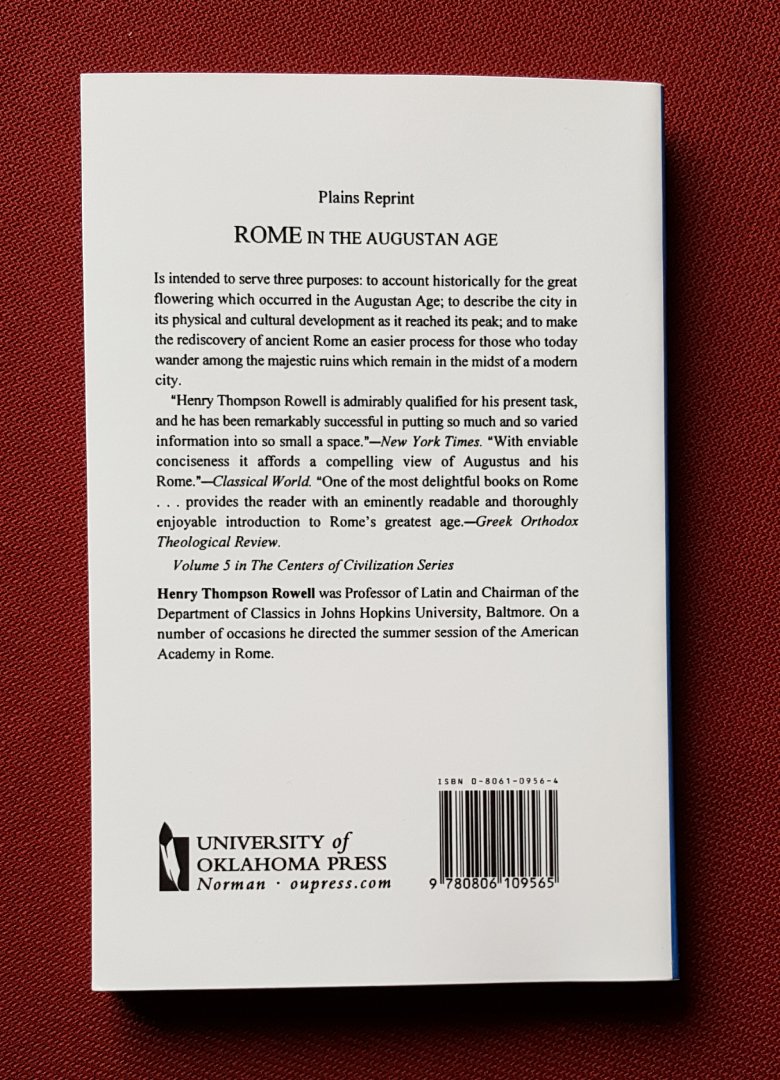 Plains Reprint
ROME IN THE AUGUSTAN AGE
Is intended to serve three purposes: to account historically for the great
flowering which occurred in the Augustan Age; to describe the city in
its physical and cultural development as it reached its peak; and to make
the rediscovery of ancient Rome an easier process for those who today
wander among the majestic ruins which remain in the midst of a modern
city.
"Henry Thompson Rowell is admirably qualified for his present task,
and he has been remarkably successful in putting so much and so varied
information into so small a space."—New York Times. "With enviable
conciseness it affords a compelling view of Augustus and his
Rome."—Classical World. "One of the most delightful books on Rome
. . . provides the reader with an eminently readable and thoroughly
enjoyable introduction to Rome's greatest age.—Greek Orthodox
Theological Review.
Volume 5 in The Centers of Civilization Series
Henry Thompson Rowell was Professor of Latin and Chairman of the
Department of Classics in Johns Hopkins University, Baltimore. On a
number of occasions he directed the summer session of the American
Academy in Rome.
UNIVERSITY of
OKLAHOMA PRESS
Norman · oupress.com
ISBN 0-8061-0956-4
9 780806 109565